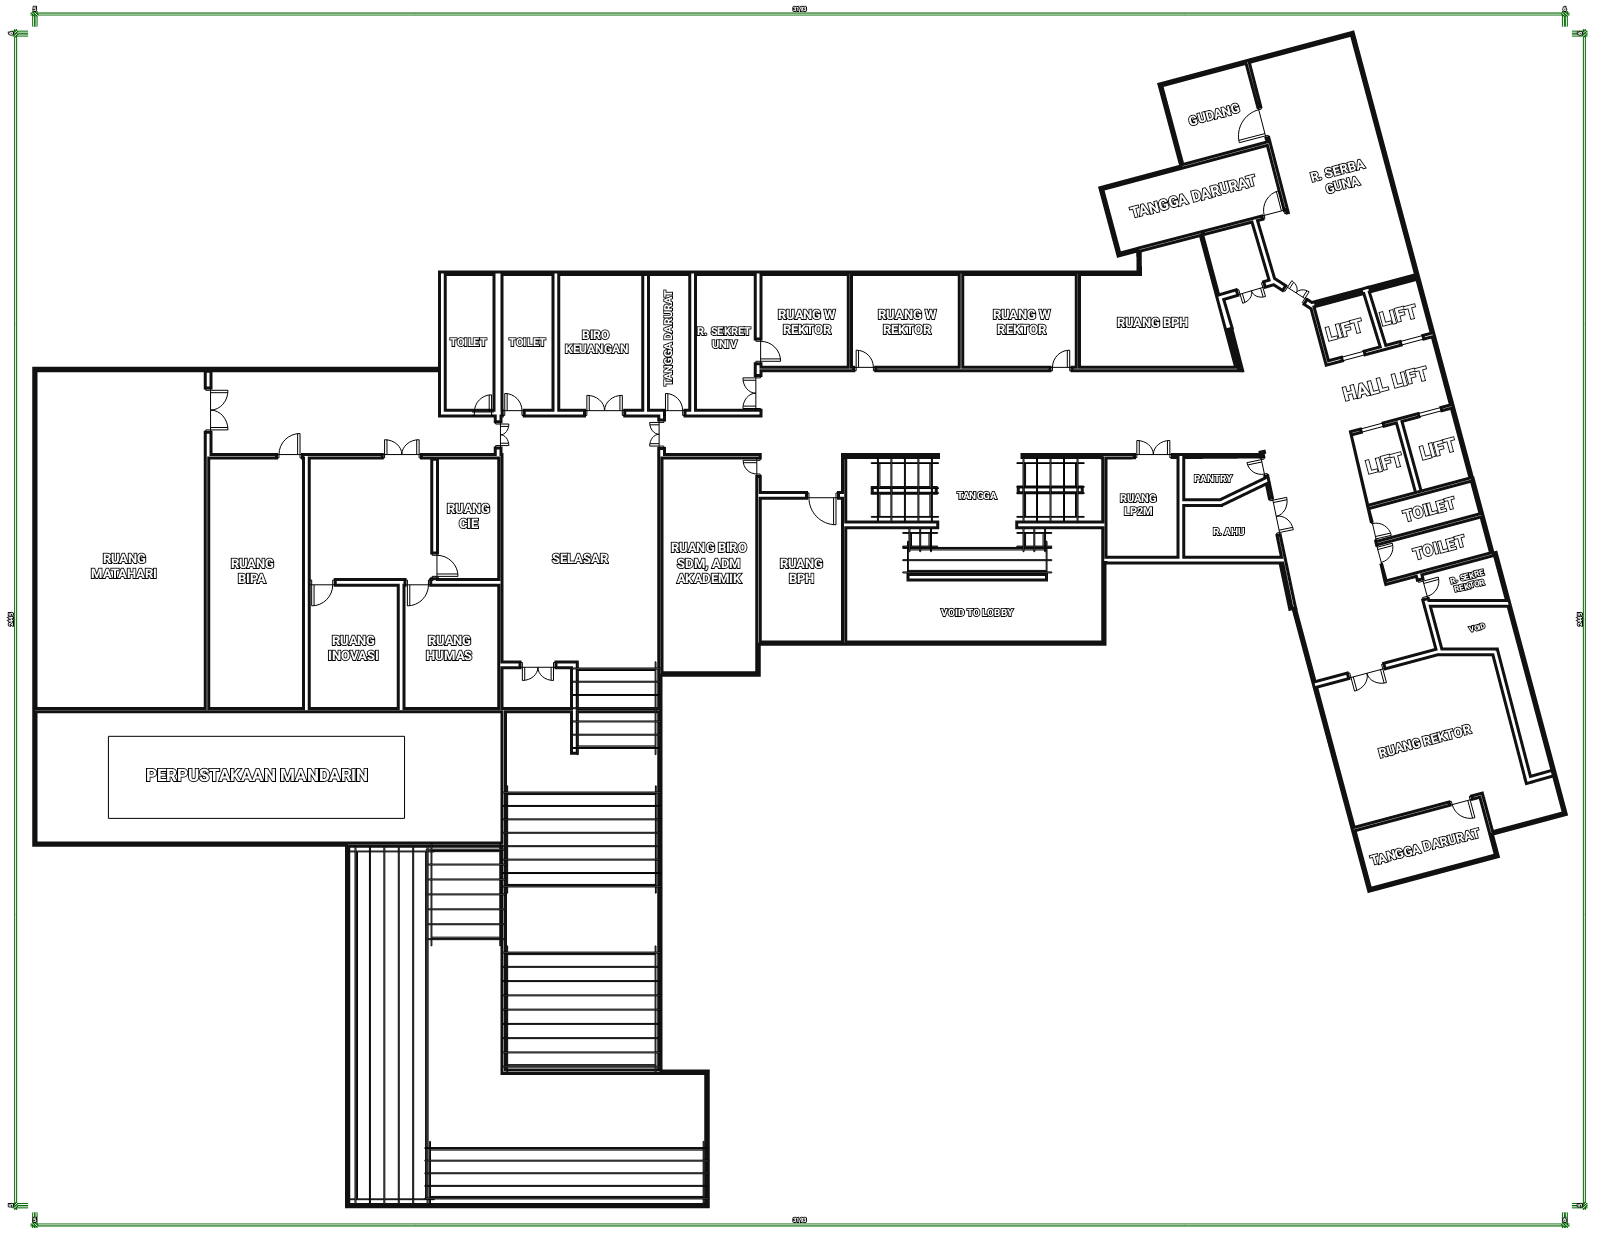 GUDANG
R. SERBA
GUNA
TANGGA DARURAT
TOILET
TOILET
BIRO
KEUANGAN
TANGGA DARURAT
R. SEKRET
UNIV
RUANG W
REKTOR
RUANG W
REKTOR
RUANG W
REKTOR
RUANG BPH
LIFT
LIFT
HALL LIFT
LIFT
LIFT
TOILET
TOILET
R. SEKRE
REKTOR
VOID
RUANG
MATAHARI
RUANG
BIPA
RUANG
CIE
RUANG
INOVASI
RUANG
HUMAS
SELASAR
RUANG BIRO
SDM, ADM
AKADEMIK
RUANG
BPH
TANGGA
VOID TO LOBBY
RUANG
LP2M
PANTRY
R. AHU
RUANG REKTOR
TANGGA DARURAT
PERPUSTAKAAN MANDARIN